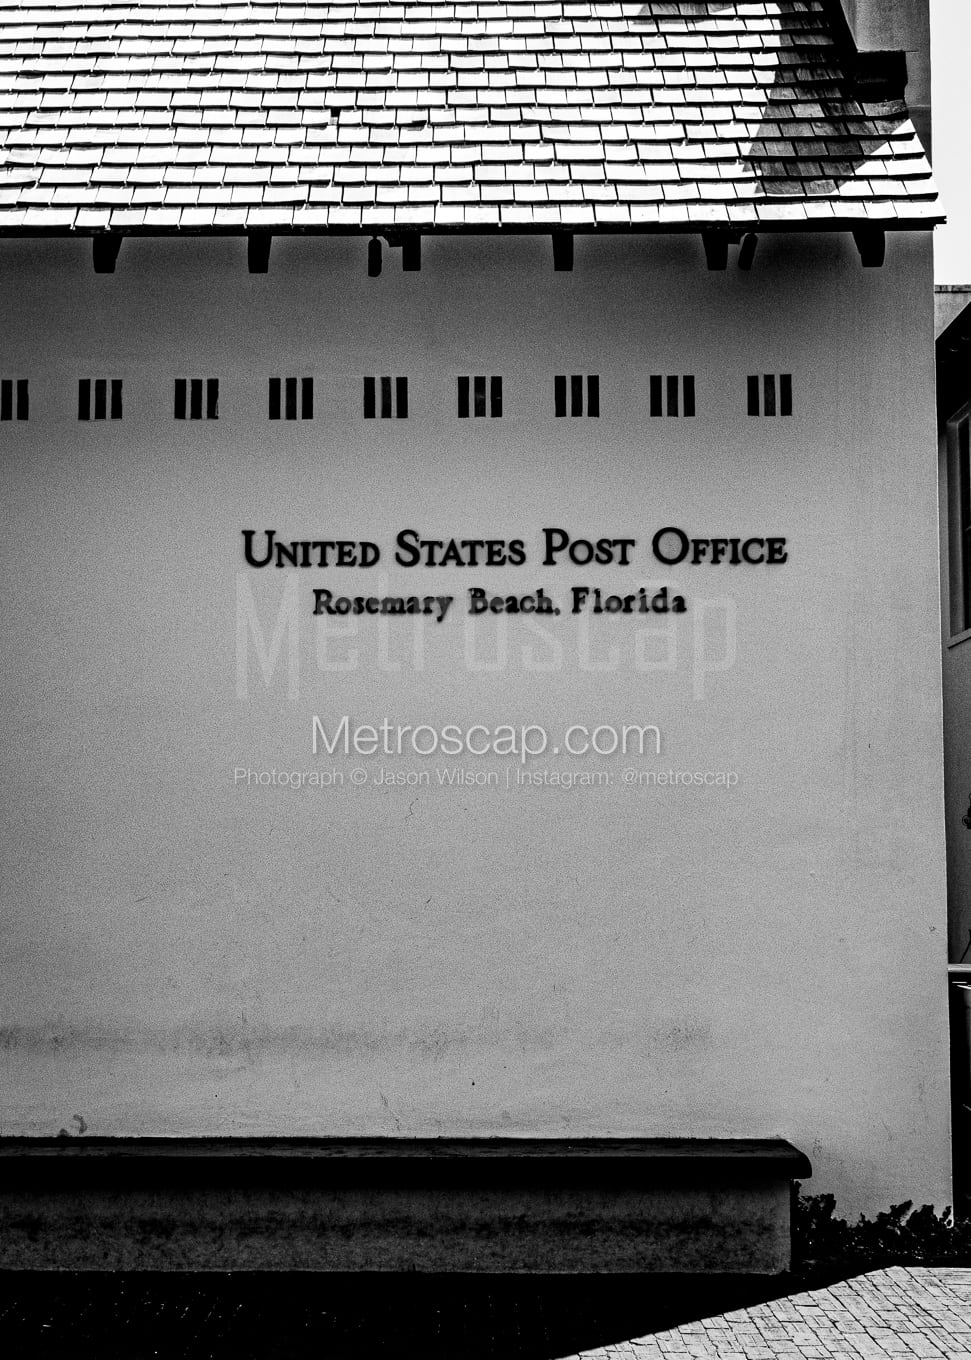 United States Post Office
Rosemary Beach, Florida
Metroscap
Metroscap.com
Photograph © Jason Wilson | Instagram: @metroscap